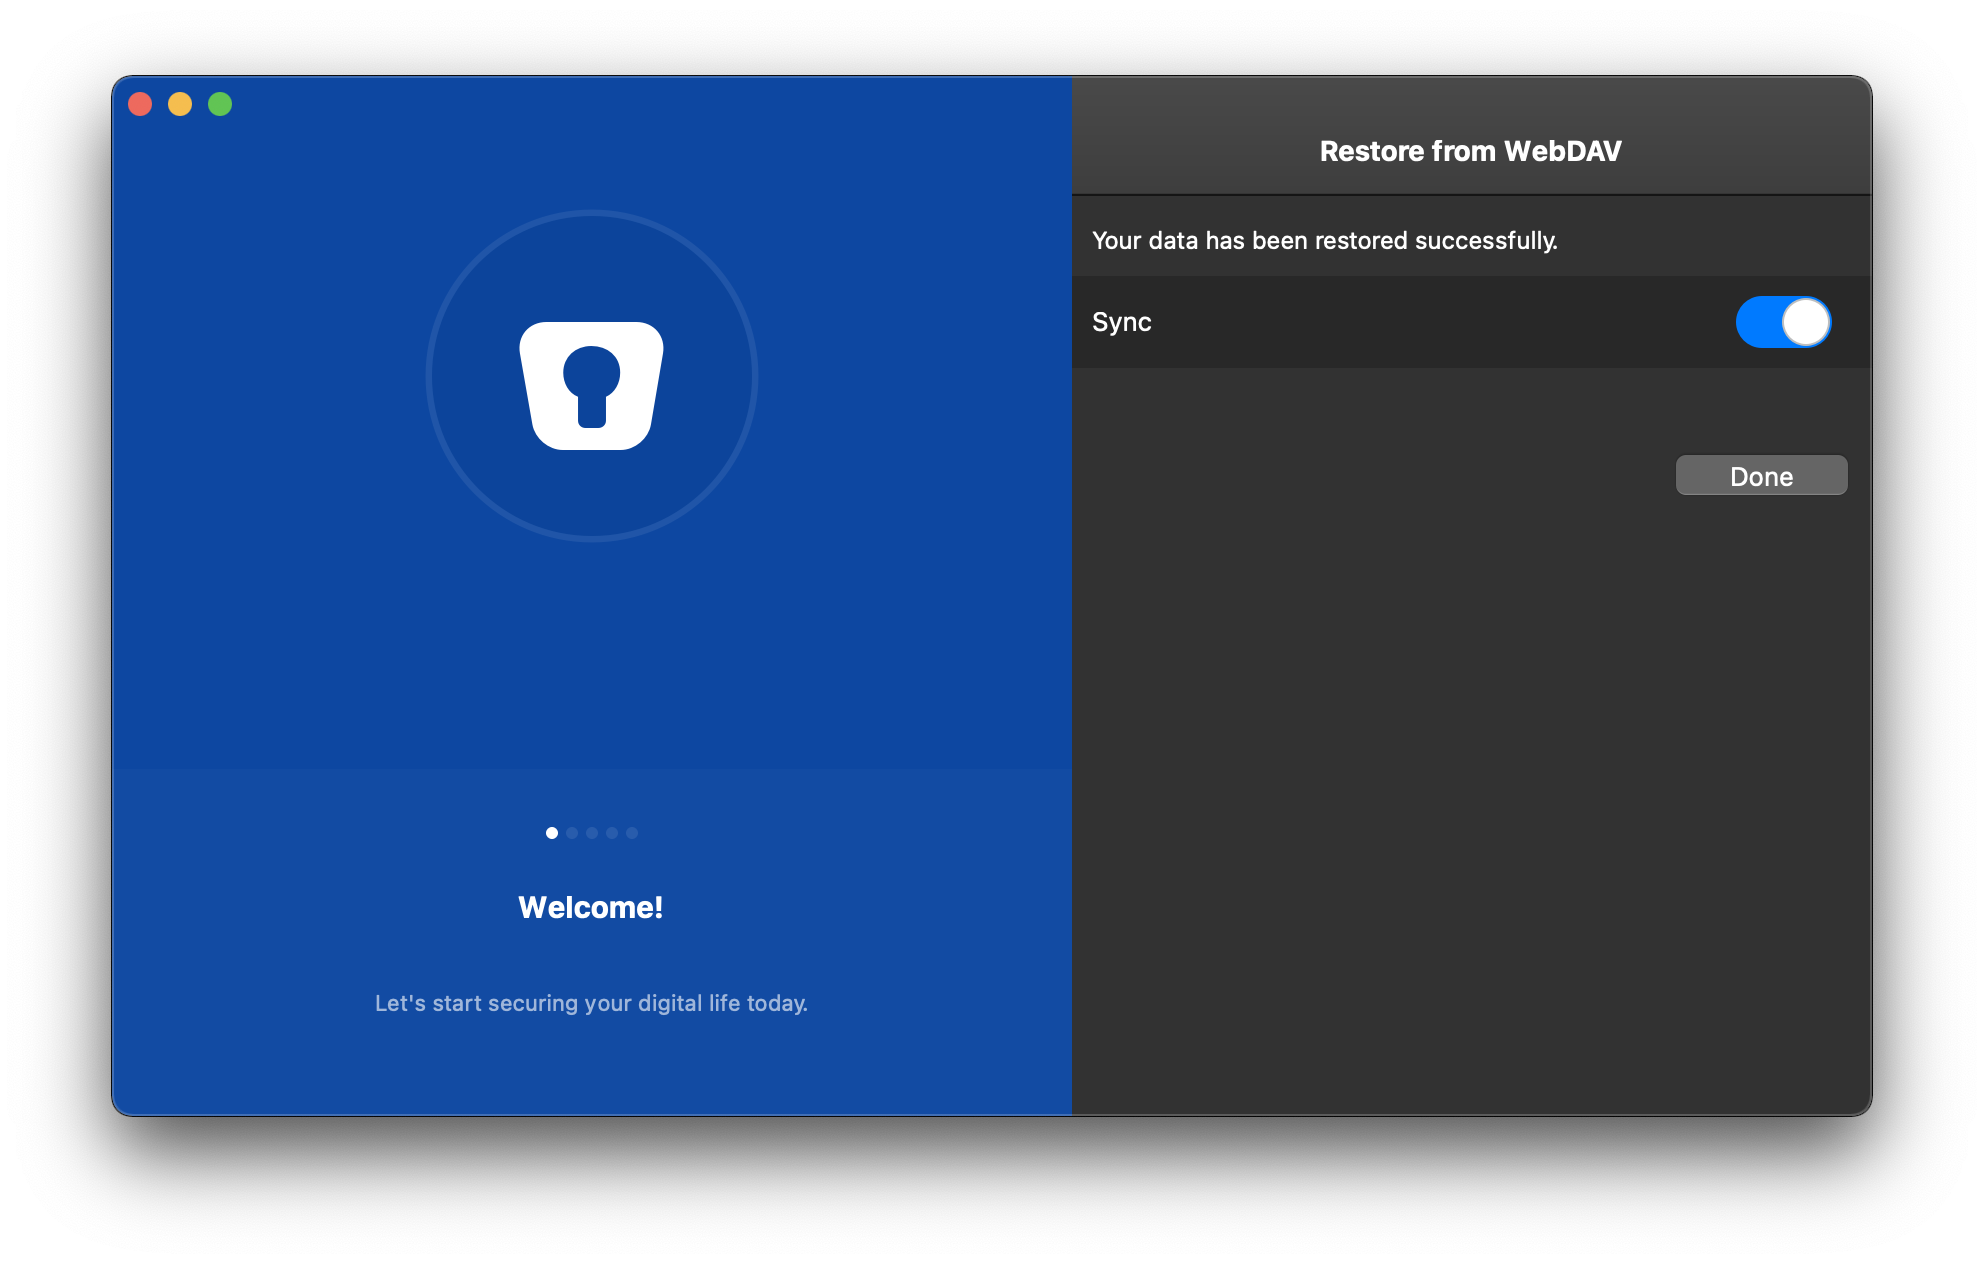 Restore from WebDAV
Your data has been restored successfully.
Sync
Done
Welcome!
Let's start securing your digital life today.